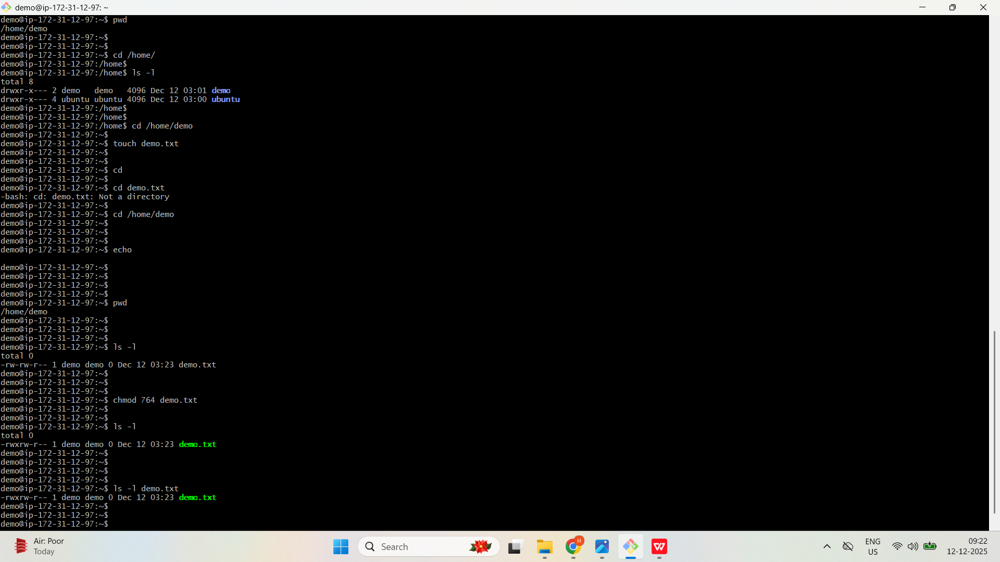 demo@ip-172-31-12-97: ~
demo@ip-172-31-12-97:~$ pwd
/home/demo
demo@ip-172-31-12-97:~$
demo@ip-172-31-12-97:~$
demo@ip-172-31-12-97:~$ cd /home/
demo@ip-172-31-12-97:/home$
demo@ip-172-31-12-97:/home$ ls -l
total 8
drwxr-x--- 2 demo   demo   4096 Dec 12 03:01 demo
drwxr-x--- 4 ubuntu ubuntu 4096 Dec 12 03:00 ubuntu
demo@ip-172-31-12-97:/home$
demo@ip-172-31-12-97:/home$
demo@ip-172-31-12-97:/home$ cd /home/demo
demo@ip-172-31-12-97:~$
demo@ip-172-31-12-97:~$ touch demo.txt
demo@ip-172-31-12-97:~$
demo@ip-172-31-12-97:~$
demo@ip-172-31-12-97:~$ cd
demo@ip-172-31-12-97:~$
demo@ip-172-31-12-97:~$ cd demo.txt
-bash: cd: demo.txt: Not a directory
demo@ip-172-31-12-97:~$
demo@ip-172-31-12-97:~$ cd /home/demo
demo@ip-172-31-12-97:~$
demo@ip-172-31-12-97:~$
demo@ip-172-31-12-97:~$
demo@ip-172-31-12-97:~$ echo

demo@ip-172-31-12-97:~$
demo@ip-172-31-12-97:~$
demo@ip-172-31-12-97:~$
demo@ip-172-31-12-97:~$
demo@ip-172-31-12-97:~$ pwd
/home/demo
demo@ip-172-31-12-97:~$
demo@ip-172-31-12-97:~$
demo@ip-172-31-12-97:~$
demo@ip-172-31-12-97:~$ ls -l
total 0
-rw-rw-r-- 1 demo demo 0 Dec 12 03:23 demo.txt
demo@ip-172-31-12-97:~$
demo@ip-172-31-12-97:~$
demo@ip-172-31-12-97:~$
demo@ip-172-31-12-97:~$ chmod 764 demo.txt
demo@ip-172-31-12-97:~$
demo@ip-172-31-12-97:~$
demo@ip-172-31-12-97:~$ ls -l
total 0
-rwxrw-r-- 1 demo demo 0 Dec 12 03:23 demo.txt
demo@ip-172-31-12-97:~$
demo@ip-172-31-12-97:~$
demo@ip-172-31-12-97:~$
demo@ip-172-31-12-97:~$
demo@ip-172-31-12-97:~$ ls -l demo.txt
-rwxrw-r-- 1 demo demo 0 Dec 12 03:23 demo.txt
demo@ip-172-31-12-97:~$
demo@ip-172-31-12-97:~$
demo@ip-172-31-12-97:~$
Air: Poor
Today
Search
H
W
ENG
US
09:22
12-12-2025